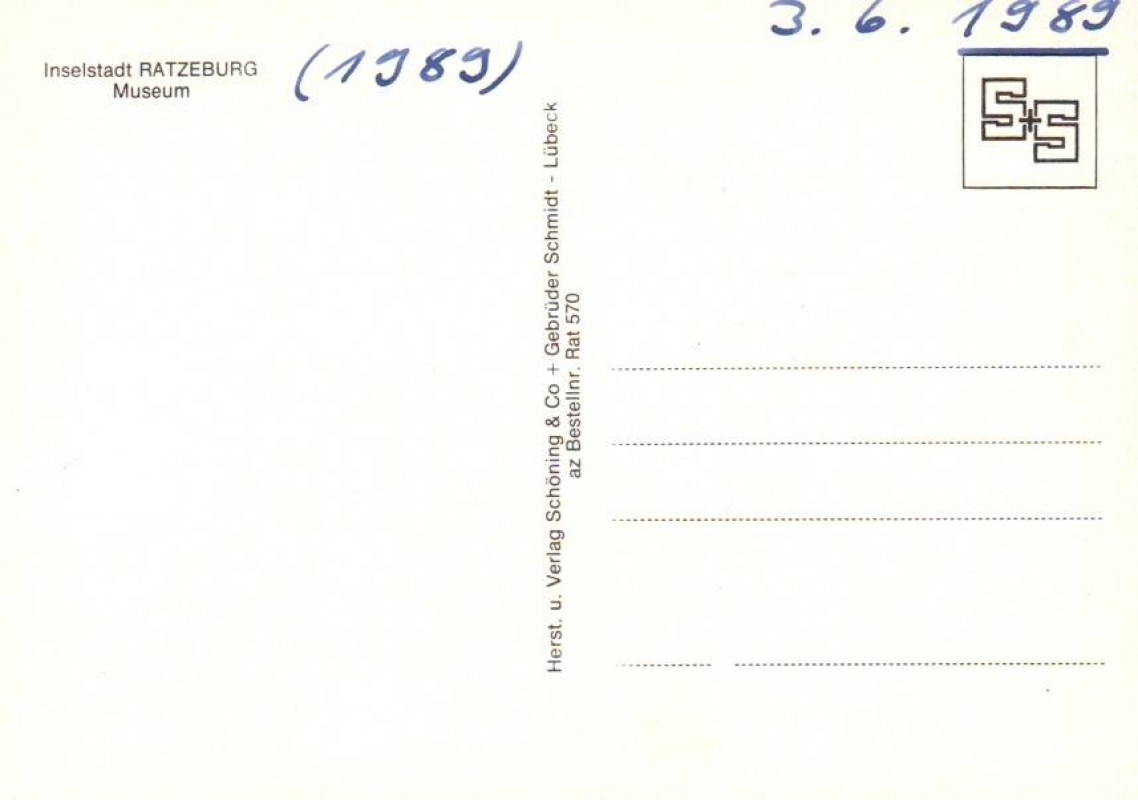 3. 6. 1989
Inselstadt RATZEBURG (1989)
Museum
S+S
Herst. u. Verlag Schöning & Co + Gebrüder Schmidt - Lübeck
az Bestellnr. Rat 570